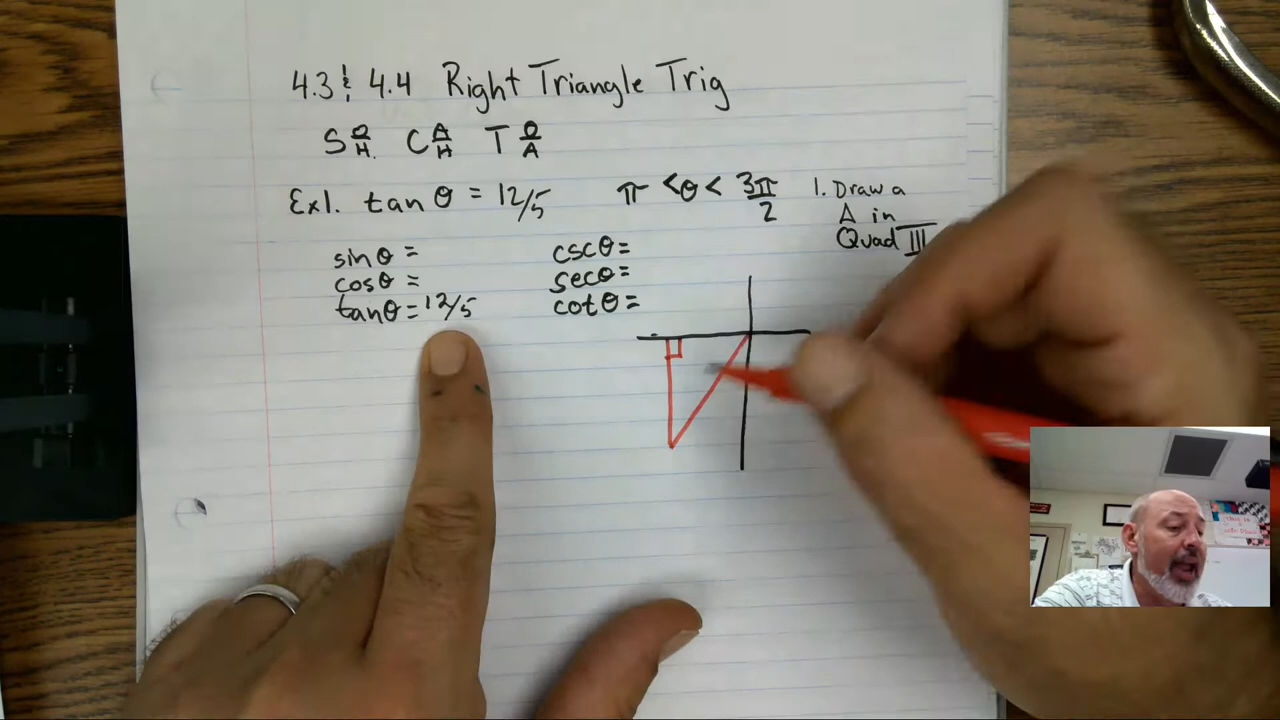 4.3 & 4.4 Right Triangle Trig
S O/H. C A/H T O/A
Ex1. tan θ = 12/5 π < θ < 3π/2
1. Draw a
Δ in
Quad III
sin θ =
cos θ =
tan θ = 12/5
csc θ =
sec θ =
cot θ =